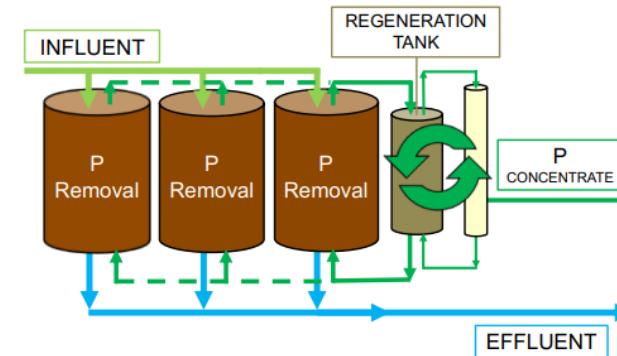 REGENERATION
TANK
INFLUENT
P
Removal
P
Removal
P
Removal
P
CONCENTRATE
EFFLUENT